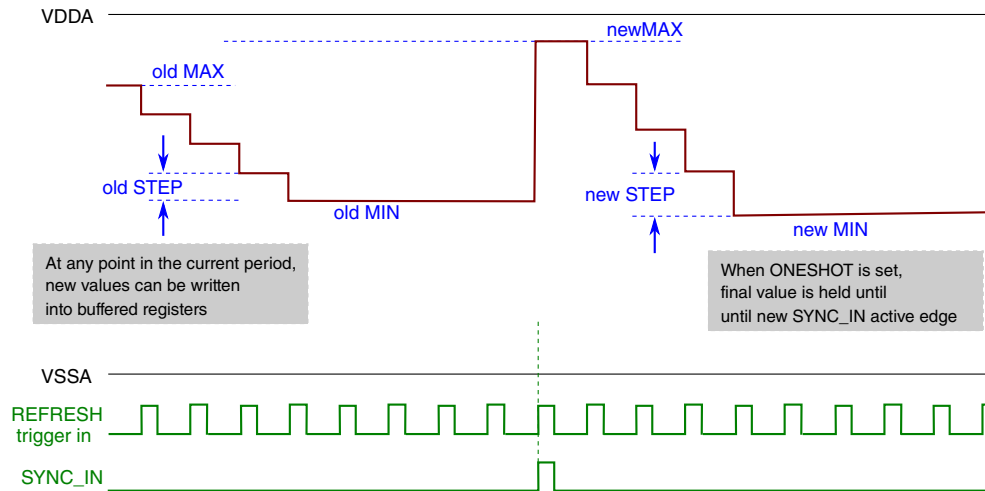 VDDA
newMAX
old MAX
old STEP
new STEP
old MIN
new MIN
At any point in the current period,
new values can be written
into buffered registers
When ONESHOT is set,
final value is held until
until new SYNC_IN active edge
VSSA
REFRESH
trigger in
SYNC_IN